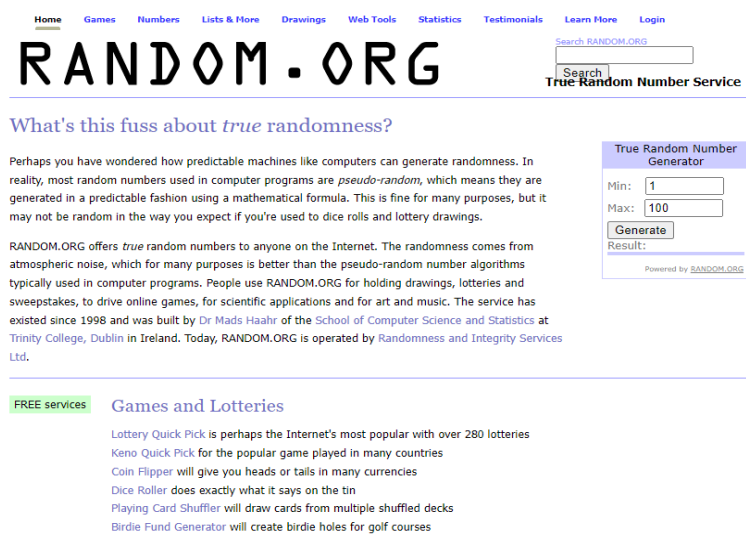 Home Games Numbers Lists & More Drawings Web Tools Statistics Testimonials Learn More Login
RANDOM.ORG
Search RANDOM.ORG
Search
True Random Number Service
What's this fuss about true randomness?
Perhaps you have wondered how predictable machines like computers can generate randomness. In
reality, most random numbers used in computer programs are pseudo-random, which means they are
generated in a predictable fashion using a mathematical formula. This is fine for many purposes, but it
may not be random in the way you expect if you're used to dice rolls and lottery drawings.
RANDOM.ORG offers true random numbers to anyone on the Internet. The randomness comes from
atmospheric noise, which for many purposes is better than the pseudo-random number algorithms
typically used in computer programs. People use RANDOM.ORG for holding drawings, lotteries and
sweepstakes, to drive online games, for scientific applications and for art and music. The service has
existed since 1998 and was built by Dr Mads Haahr of the School of Computer Science and Statistics at
Trinity College, Dublin in Ireland. Today, RANDOM.ORG is operated by Randomness and Integrity Services
Ltd.
True Random Number
Generator
Min: 1
Max: 100
Generate
Result:
Powered by RANDOM.ORG
FREE services
Games and Lotteries
Lottery Quick Pick is perhaps the Internet's most popular with over 280 lotteries
Keno Quick Pick for the popular game played in many countries
Coin Flipper will give you heads or tails in many currencies
Dice Roller does exactly what it says on the tin
Playing Card Shuffler will draw cards from multiple shuffled decks
Birdie Fund Generator will create birdie holes for golf courses